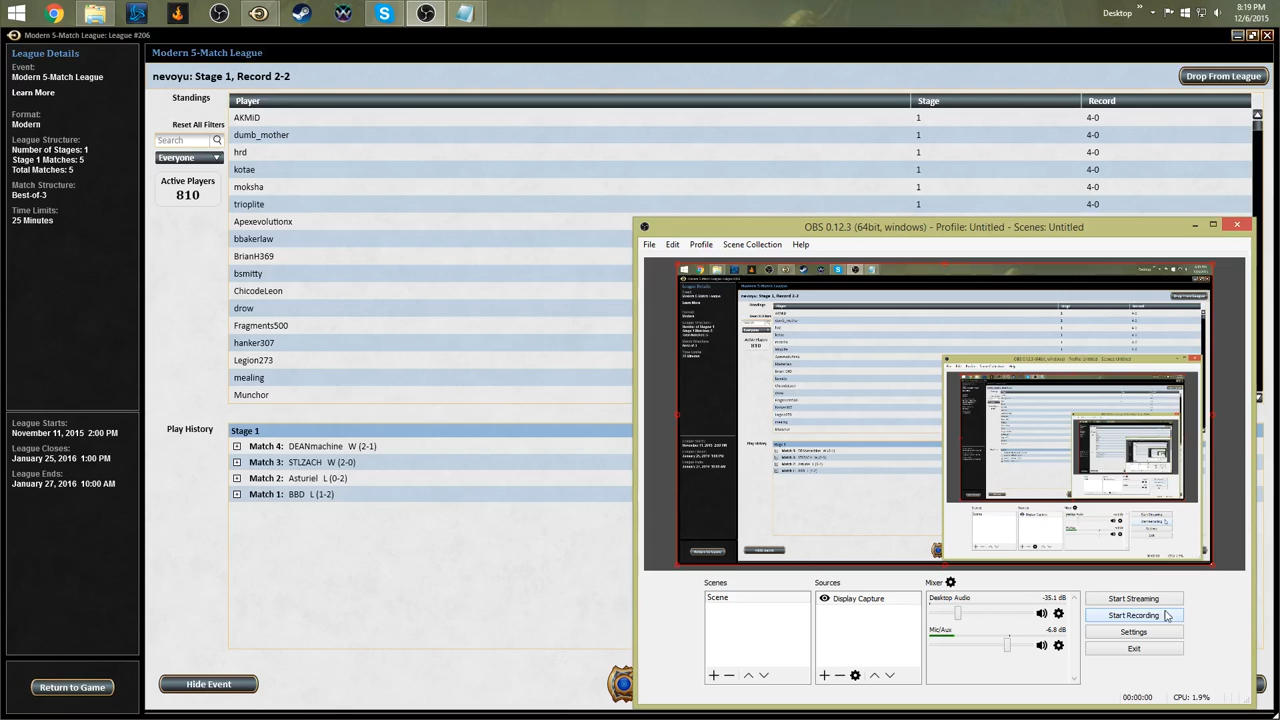 Desktop
8:19 PM
12/6/2015
Modern 5-Match League: League #206
League Details
Event:
Modern 5-Match League
Learn More
Format:
Modern
League Structure:
Number of Stages: 1
Stage 1 Matches: 5
Total Matches: 5
Match Structure:
Best-of-3
Time Limits:
25 Minutes
League Starts:
League Closes:
January 25, 2016 1:00 PM
League Ends:
January 27, 2016 10:00 AM
Return to Game
Modern 5-Match League
nevoyu: Stage 1, Record 2-2
Drop From League
Standings
Reset All Filters
Search
Everyone
Active Players
810
Player Stage Record
AKMiD 1 4-0
dumb_mother 1 4-0
hrd 1 4-0
kotae 1 4-0
moksha 1 4-0
trioplite 1 4-0
Apexevolutionx
bbakerlaw
BrianH369
bsmitty
ChicodeLeon
drow
Fragments500
hanker307
Legion273
mealing
Munchor
Play History
Stage 1
Match 4: W (2-1)
Match 3: STLZACH W (2-0)
Match 2: Asturiel L (0-2)
Match 1: BBD L (1-2)
Hide Event
OBS 0.12.3 (64bit, windows) - Profile: Untitled - Scenes: Untitled
File Edit Profile Scene Collection Help
Scenes
Scene
Sources
Display Capture
Mixer
Desktop Audio -35.1 dB
Mic/Aux -6.8 dB
Start Streaming
Start Recording
Settings
Exit
00:00:00 CPU: 1.9%